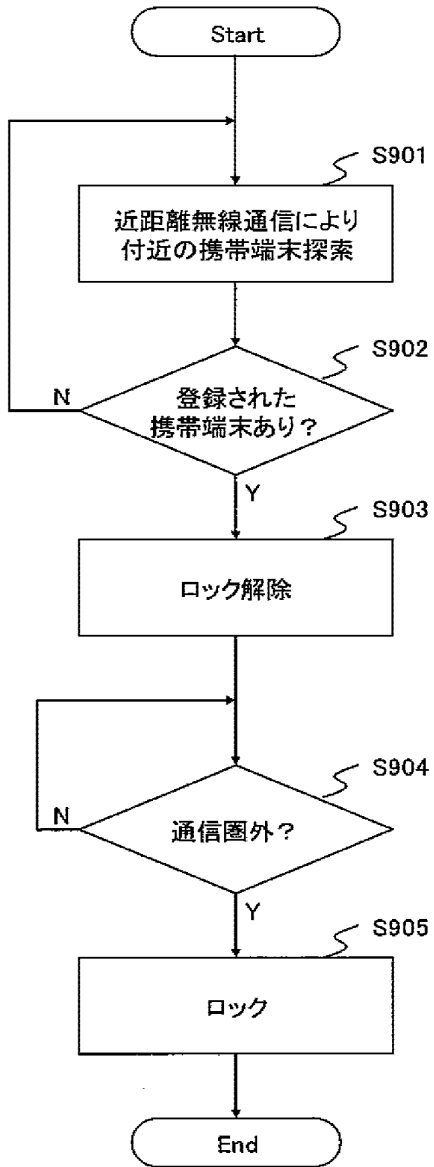 Start
S901
近距離無線通信により
付近の携帯端末探索
S902
登録された
携帯端末あり？
N
Y
S903
ロック解除
S904
通信圏外？
N
Y
S905
ロック
End